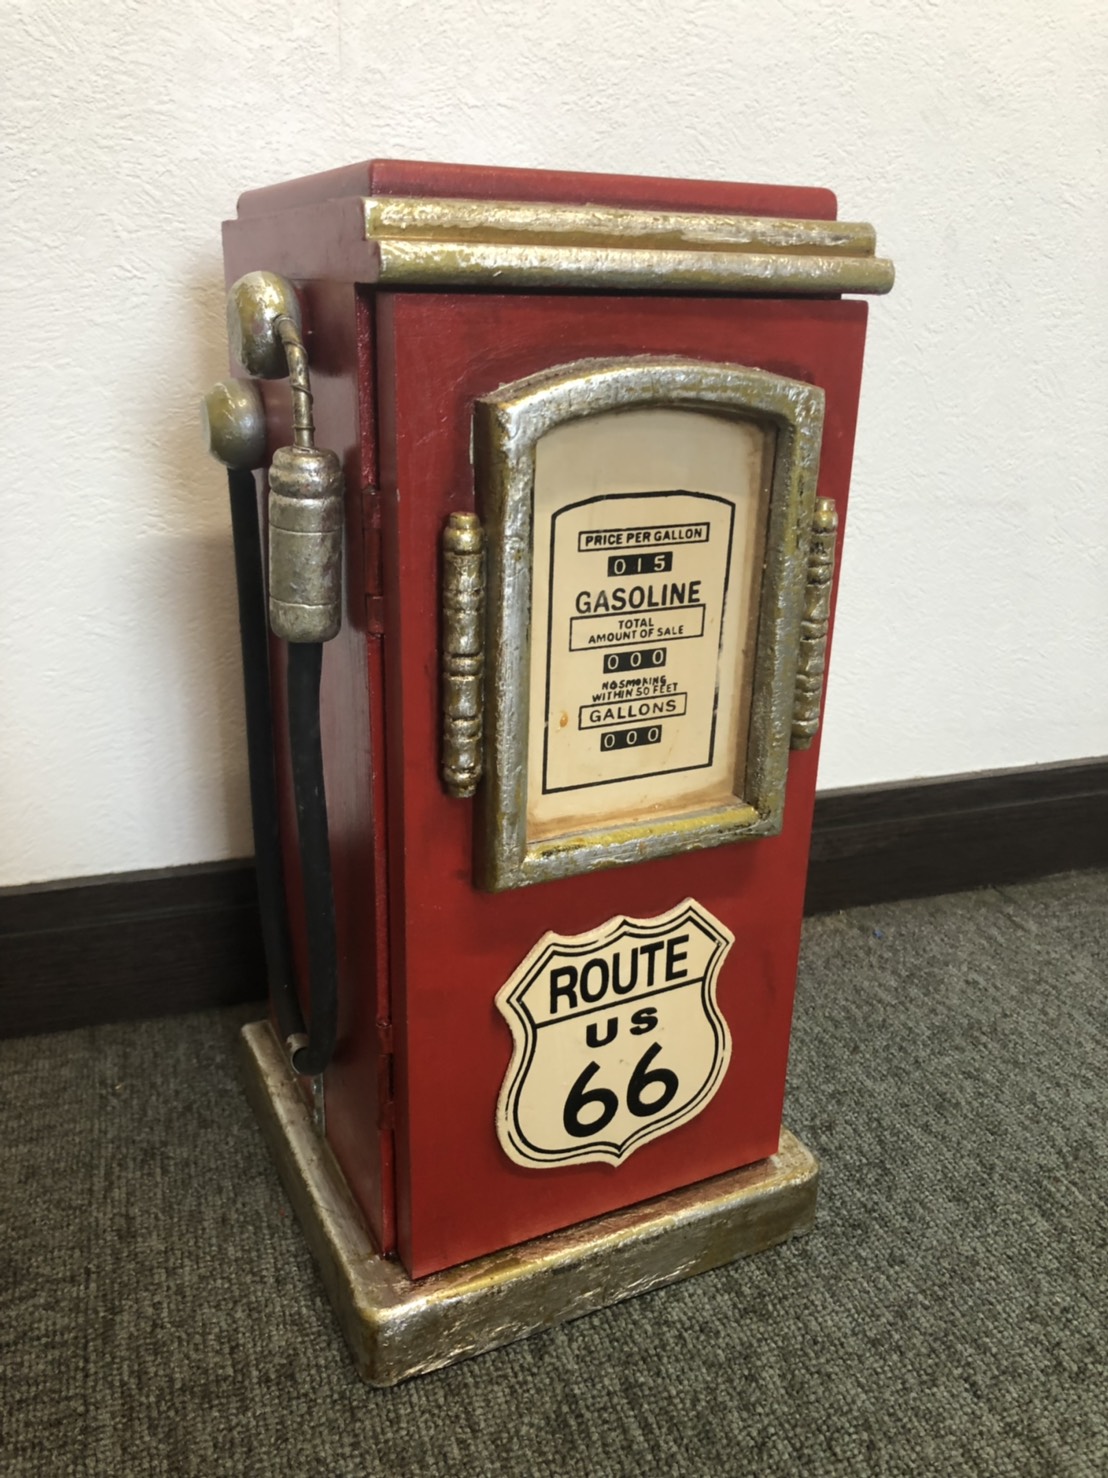 PRICE PER GALLON
015
GASOLINE
TOTAL
AMOUNT OF SALE
000
NO SMOKING
WITHIN 50 FEET
GALLONS
000
ROUTE
US
66